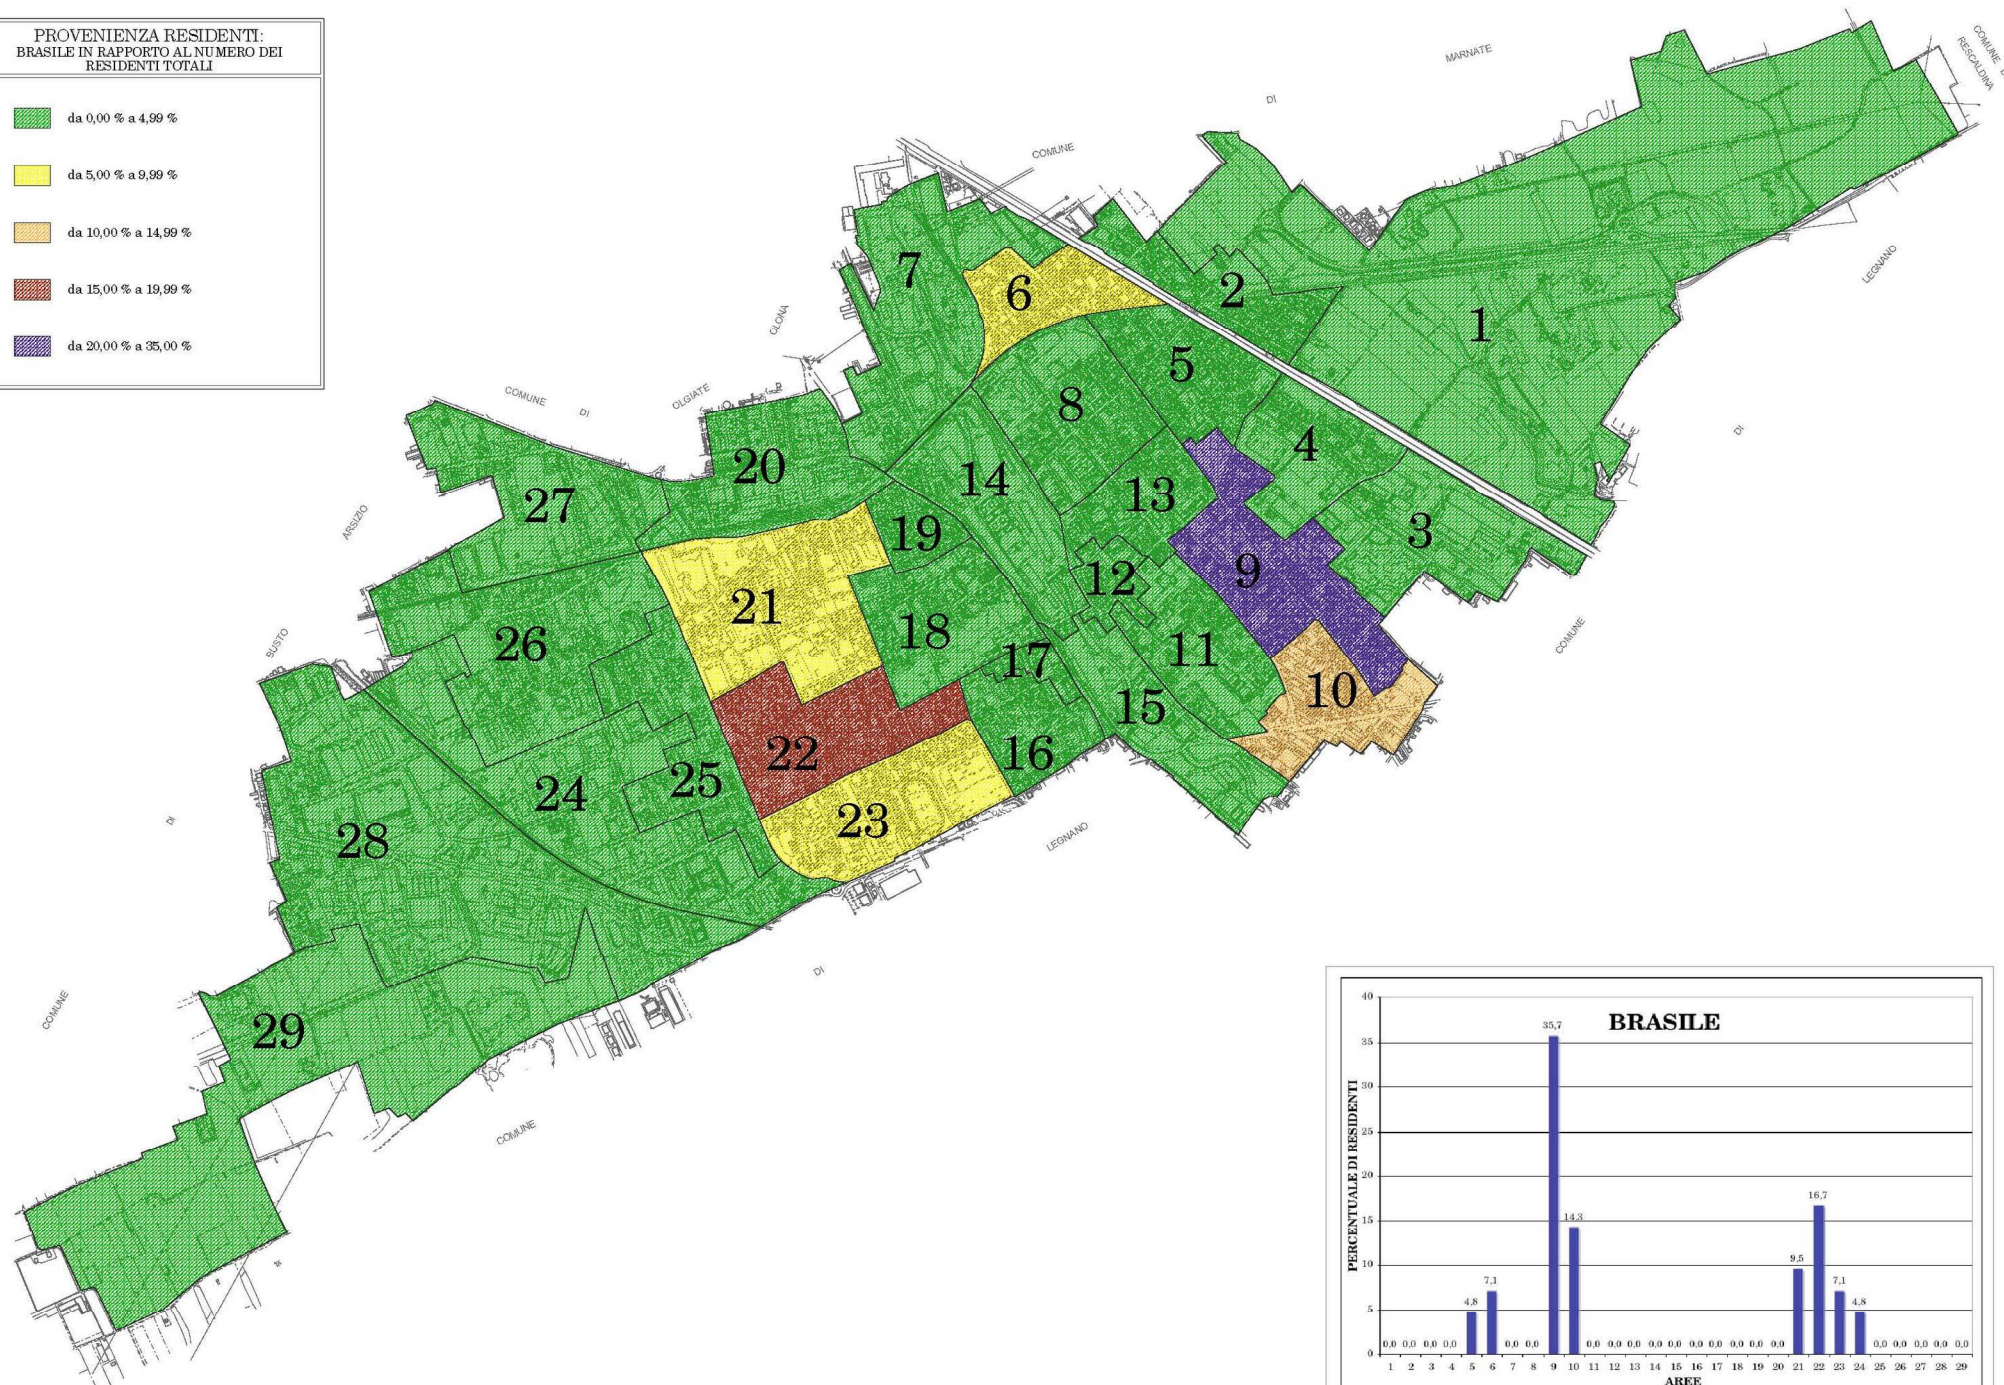 PROVENIENZA RESIDENTI:
BRASILE IN RAPPORTO AL NUMERO DEI
RESIDENTI TOTALI
da 0,00 % a 4,99 %
da 5,00 % a 9,99 %
da 10,00 % a 14,99 %
da 15,00 % a 19,99 %
da 20,00 % a 35,00 %
COMUNE DI RESCALDINA
MARNATE
DI
COMUNE
LEGNANO
DI
COMUNE
OLONA
OLGIATE
DI
COMUNE
ARSIZIO
BUSTO
DI
COMUNE
LEGNANO
DI
COMUNE
7
6
2
1
5
8
4
20
14
27
13
3
19
9
12
21
18
26
11
17
10
15
22
16
25
24
23
28
29
BRASILE
PERCENTUALE DI RESIDENTI
40
35
30
25
20
15
10
5
0
0,0 0,0 0,0 0,0 4,8 7,1 0,0 0,0 35,7 14,3 0,0 0,0 0,0 0,0 0,0 0,0 0,0 0,0 0,0 0,0 9,5 16,7 7,1 4,8 0,0 0,0 0,0 0,0 0,0
1 2 3 4 5 6 7 8 9 10 11 12 13 14 15 16 17 18 19 20 21 22 23 24 25 26 27 28 29
AREE